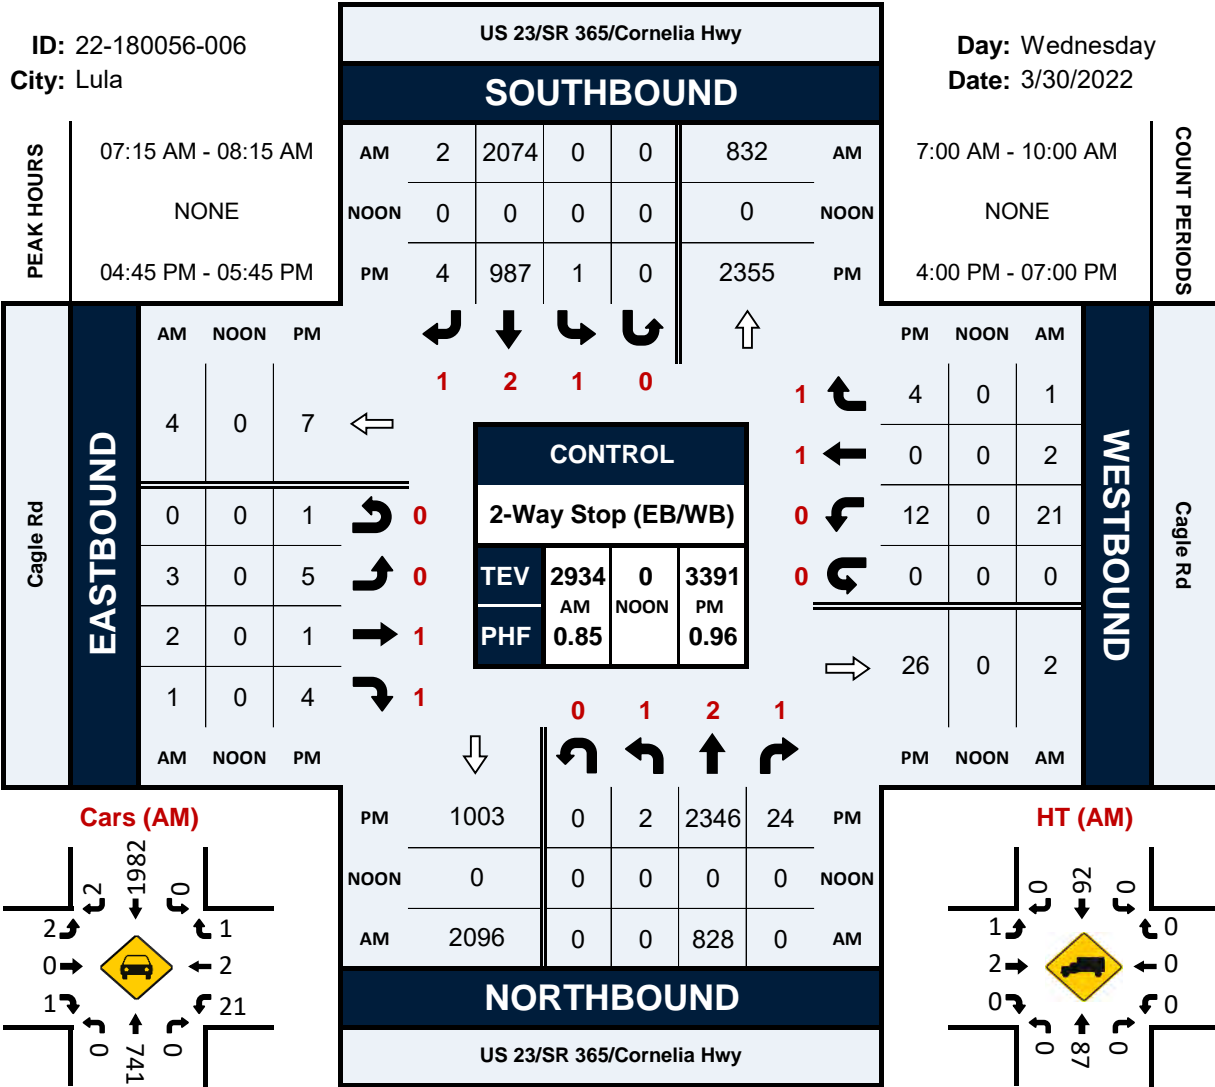 US 23/SR 365/Cornelia Hwy
ID: 22-180056-006
City: Lula
Day: Wednesday
Date: 3/30/2022
SOUTHBOUND
PEAK HOURS
07:15 AM - 08:15 AM
NONE
04:45 PM - 05:45 PM
AM 2 2074 0 0 832 AM
NOON 0 0 0 0 0 NOON
PM 4 987 1 0 2355 PM
7:00 AM - 10:00 AM
NONE
4:00 PM - 07:00 PM
COUNT PERIODS
1 2 1 0
Cagle Rd
EASTBOUND
AM NOON PM
4 0 7
0 0 1 0
3 0 5 0
2 0 1 1
1 0 4 1
AM NOON PM
CONTROL
2-Way Stop (EB/WB)
TEV 2934 0 3391
AM NOON PM
PHF 0.85 0.96
PM NOON AM
1 4 0 1
1 0 0 2
0 12 0 21
0 0 0 0
26 0 2
PM NOON AM
WESTBOUND
Cagle Rd
0 1 2 1
PM 1003 0 2 2346 24 PM
NOON 0 0 0 0 0 NOON
AM 2096 0 0 828 0 AM
NORTHBOUND
US 23/SR 365/Cornelia Hwy
Cars (AM)
2 1982 0
2 1
0 2
1 21
0 741 0
HT (AM)
0 92 0
1 0
2 0
0 0
0 87 0